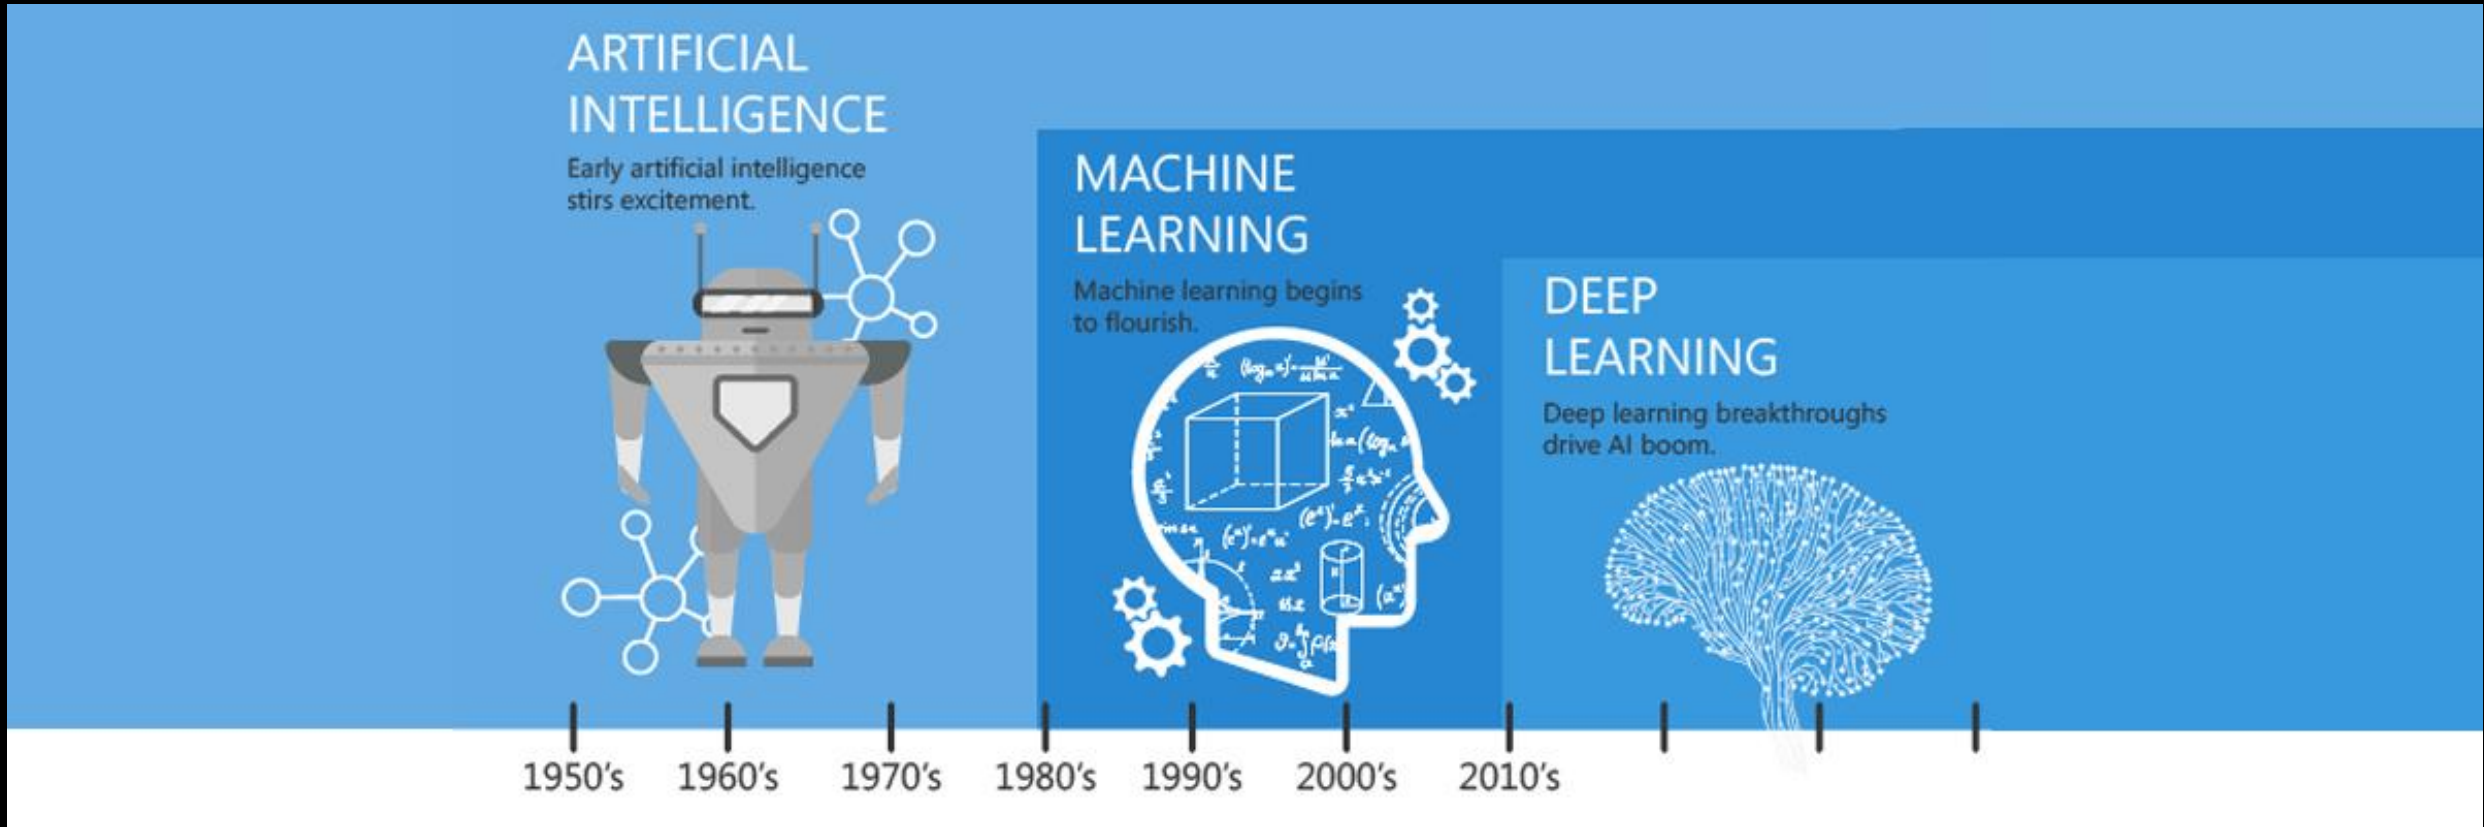 ARTIFICIAL
INTELLIGENCE
Early artificial intelligence
stirs excitement.
MACHINE
LEARNING
Machine learning begins
to flourish.
DEEP
LEARNING
Deep learning breakthroughs
drive AI boom.
1950's 1960's 1970's 1980's 1990's 2000's 2010's